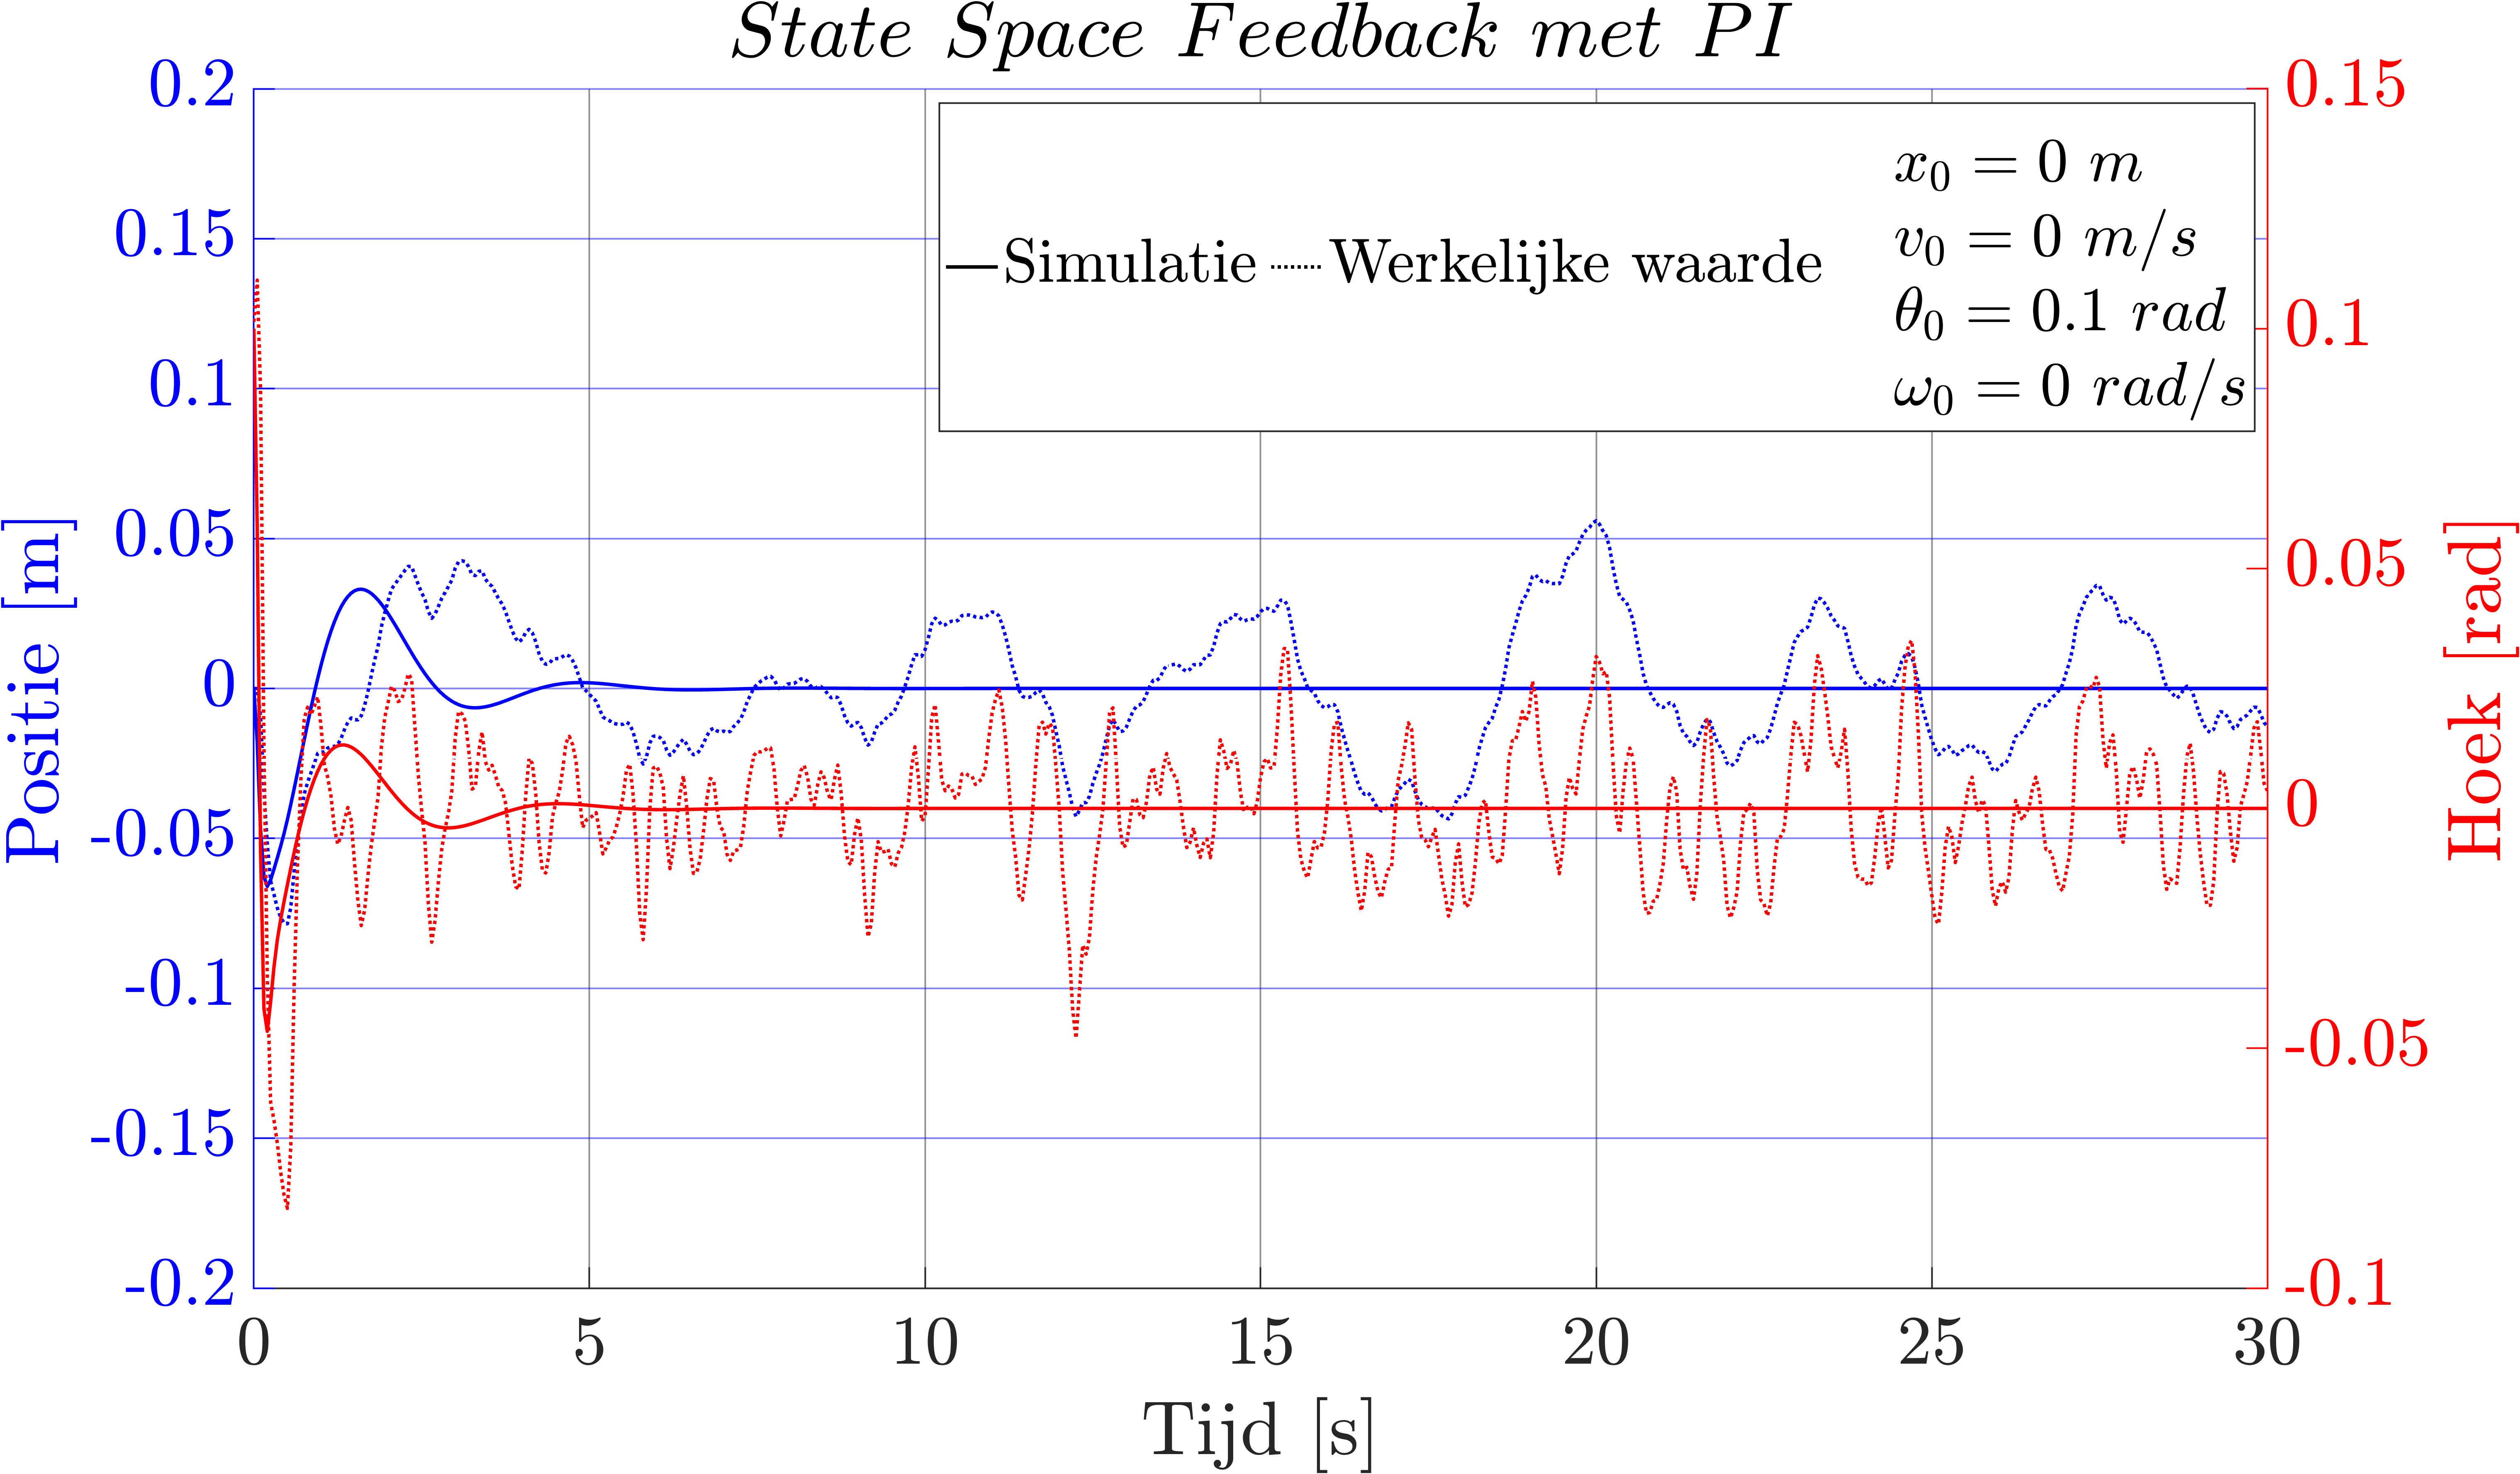 State Space Feedback met PI
0.2
0.15
0.1
0.05
0
-0.05
-0.1
-0.15
-0.2
Positie [m]
Simulatie
Werkelijke waarde
x₀ = 0 m
v₀ = 0 m/s
θ₀ = 0.1 rad
ω₀ = 0 rad/s
0.15
0.1
0.05
0
-0.05
-0.1
Hoek [rad]
0 5 10 15 20 25 30
Tijd [s]